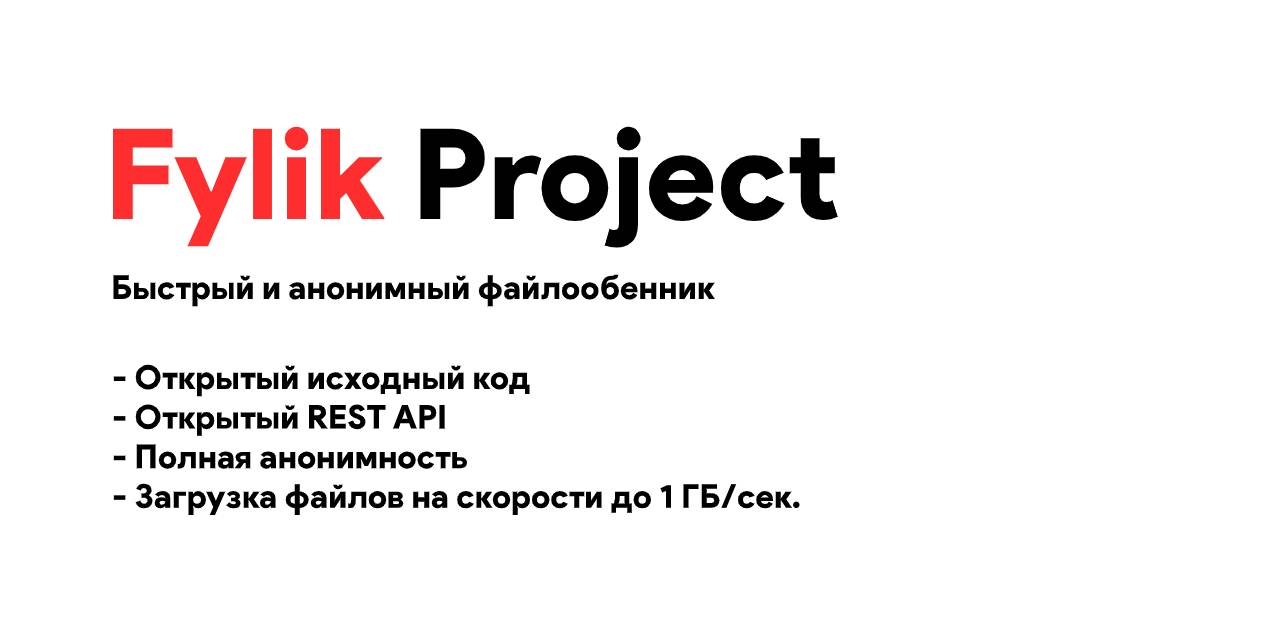 Fylik Project
Быстрый и анонимный файлообенник
- Открытый исходный код
- Открытый REST API
- Полная анонимность
- Загрузка файлов на скорости до 1 ГБ/сек.